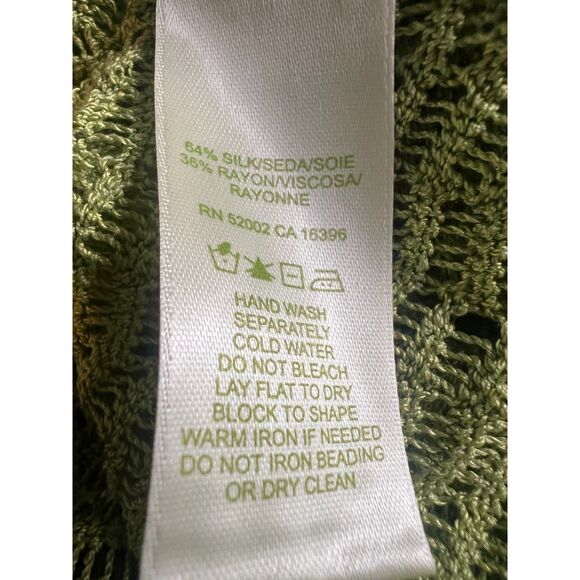 64% SILK/SEDA/SOIE
36% RAYON/VISCOSA/
RAYONNE
RN 52002 CA 16396
HAND WASH
SEPARATELY
COLD WATER
DO NOT BLEACH
LAY FLAT TO DRY
BLOCK TO SHAPE
WARM IRON IF NEEDED
DO NOT IRON BEADING
OR DRY CLEAN